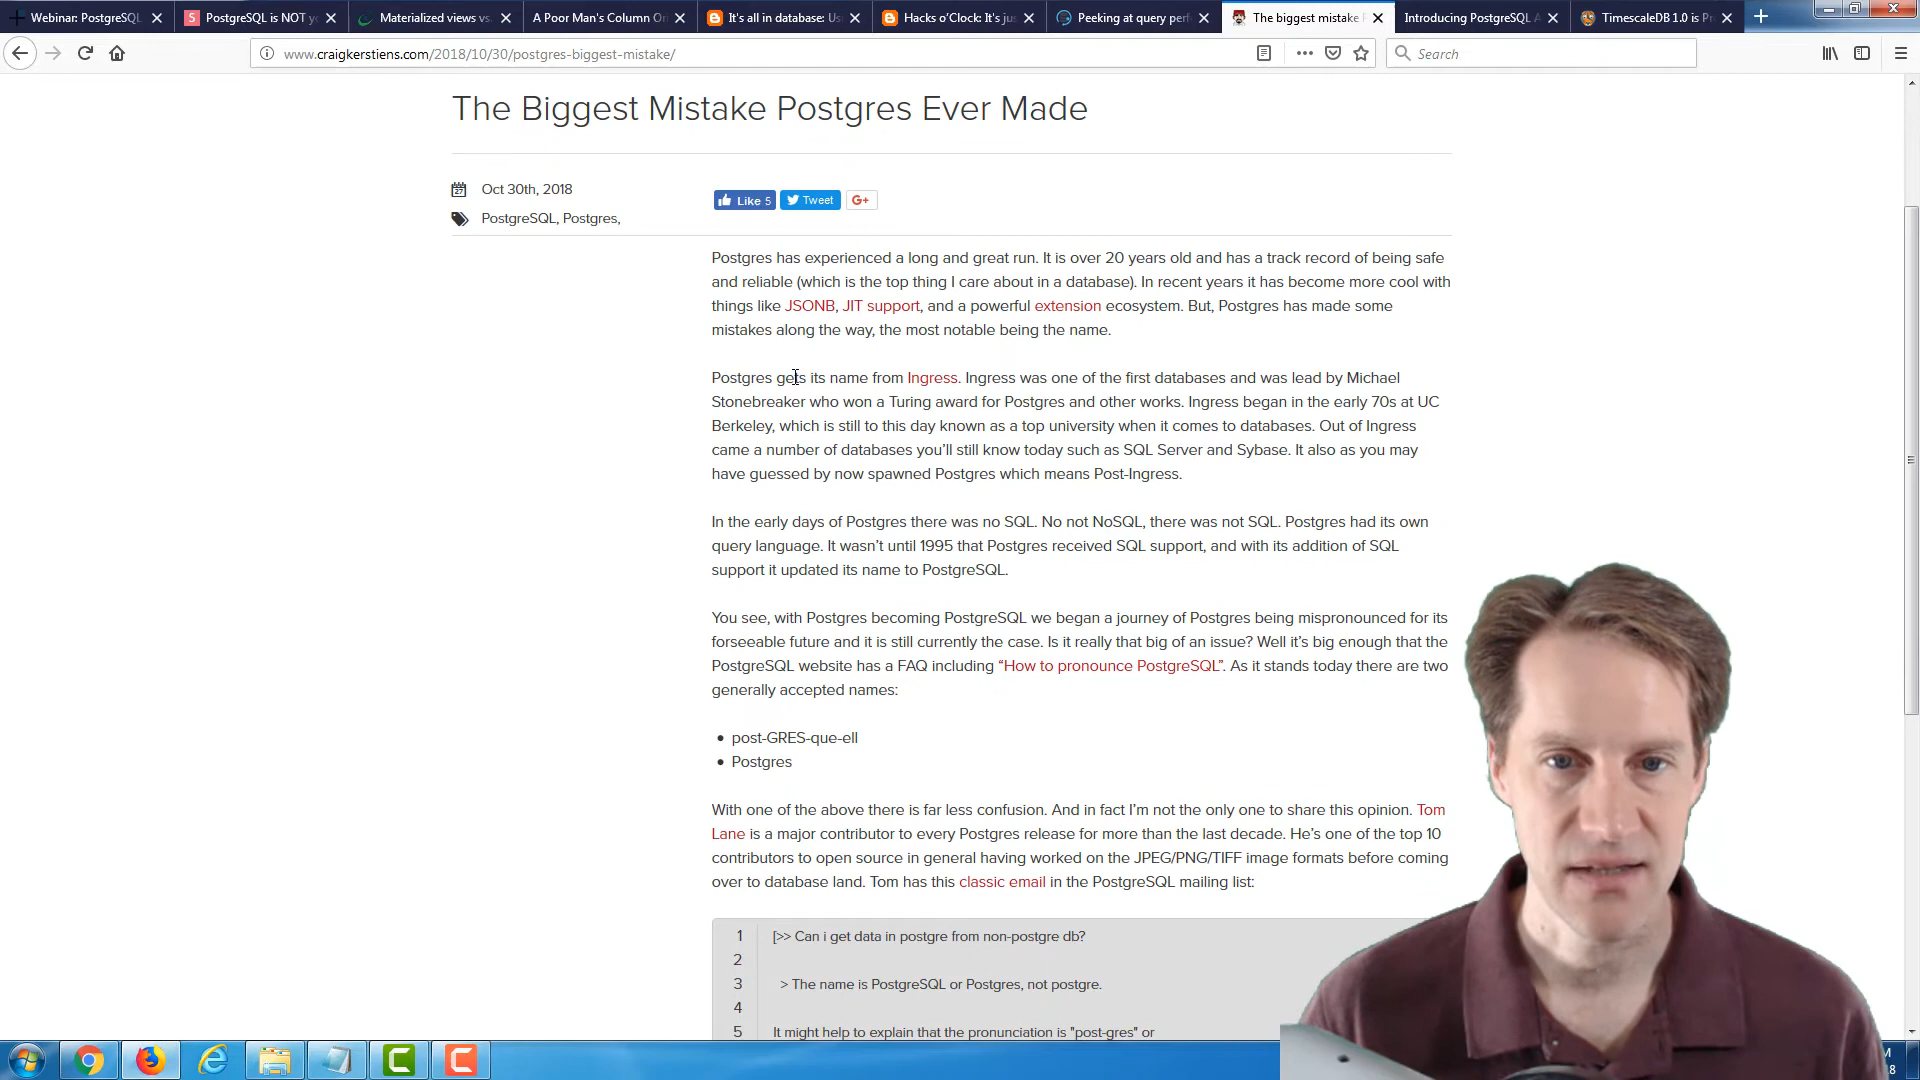 Webinar: PostgreSQL
PostgreSQL is NOT y
Materialized views vs.
A Poor Man's Column Or
It's all in database: Us
Hacks o'Clock: It's jus
Peeking at query perf
The biggest mistake P
Introducing PostgreSQL A
TimescaleDB 1.0 is Pr
www.craigkerstiens.com/2018/10/30/postgres-biggest-mistake/
Search
The Biggest Mistake Postgres Ever Made
Oct 30th, 2018
PostgreSQL, Postgres,
Like 5
Tweet
G+
Postgres has experienced a long and great run. It is over 20 years old and has a track record of being safe
and reliable (which is the top thing I care about in a database). In recent years it has become more cool with
things like JSONB, JIT support, and a powerful extension ecosystem. But, Postgres has made some
mistakes along the way, the most notable being the name.
Postgres gets its name from Ingress. Ingress was one of the first databases and was lead by Michael
Stonebreaker who won a Turing award for Postgres and other works. Ingress began in the early 70s at UC
Berkeley, which is still to this day known as a top university when it comes to databases. Out of Ingress
came a number of databases you'll still know today such as SQL Server and Sybase. It also as you may
have guessed by now spawned Postgres which means Post-Ingress.
In the early days of Postgres there was no SQL. No not NoSQL, there was not SQL. Postgres had its own
query language. It wasn't until 1995 that Postgres received SQL support, and with its addition of SQL
support it updated its name to PostgreSQL.
You see, with Postgres becoming PostgreSQL we began a journey of Postgres being mispronounced for its
forseeable future and it is still currently the case. Is it really that big of an issue? Well it's big enough that the
PostgreSQL website has a FAQ including “How to pronounce PostgreSQL”. As it stands today there are two
generally accepted names:
• post-GRES-que-ell
• Postgres
With one of the above there is far less confusion. And in fact I'm not the only one to share this opinion. Tom
Lane is a major contributor to every Postgres release for more than the last decade. He's one of the top 10
contributors to open source in general having worked on the JPEG/PNG/TIFF image formats before coming
over to database land. Tom has this classic email in the PostgreSQL mailing list:
1 [>> Can i get data in postgre from non-postgre db?
2
3 > The name is PostgreSQL or Postgres, not postgre.
4
5 It might help to explain that the pronunciation is "post-gres" or